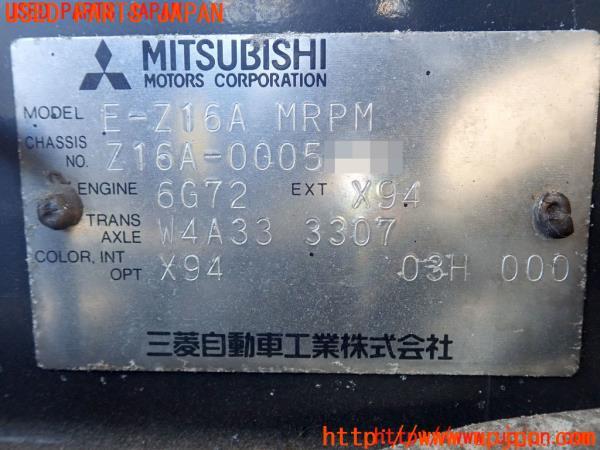 USED PARTS JAPAN
MITSUBISHI
MOTORS CORPORATION
MODEL E-Z16A MRPM
CHASSIS NO. Z16A-0005
ENGINE 6G72 EXT X94
TRANS AXLE W4A33 3307
COLOR, INT OPT X94 03H 000
三菱自動車工業株式会社